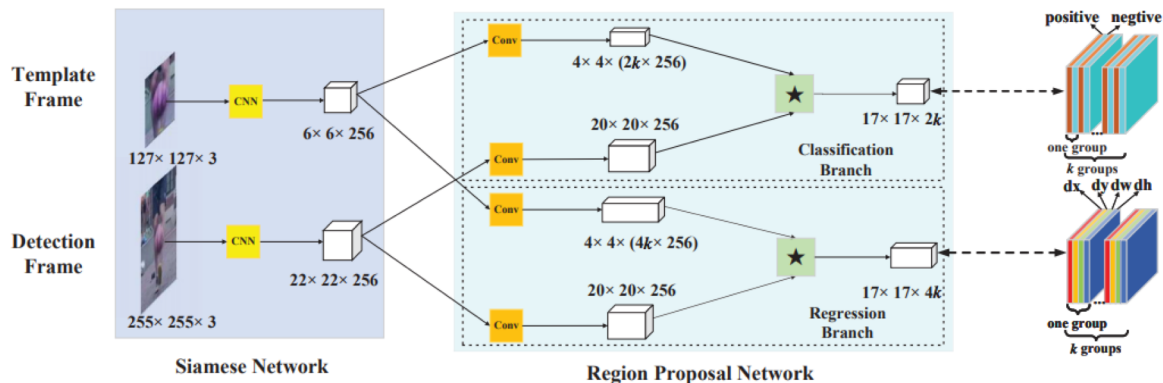 Template
Frame
CNN
127× 127× 3
6× 6× 256
Detection
Frame
CNN
255× 255× 3
22× 22× 256
Siamese Network
Conv
4× 4× (2k× 256)
★
17× 17× 2k
Conv
20× 20× 256
Classification
Branch
Conv
4× 4× (4k× 256)
★
17× 17× 4k
Conv
20× 20× 256
Regression
Branch
Region Proposal Network
positive negtive
...
one group
k groups
dx dy dw dh
...
one group
k groups